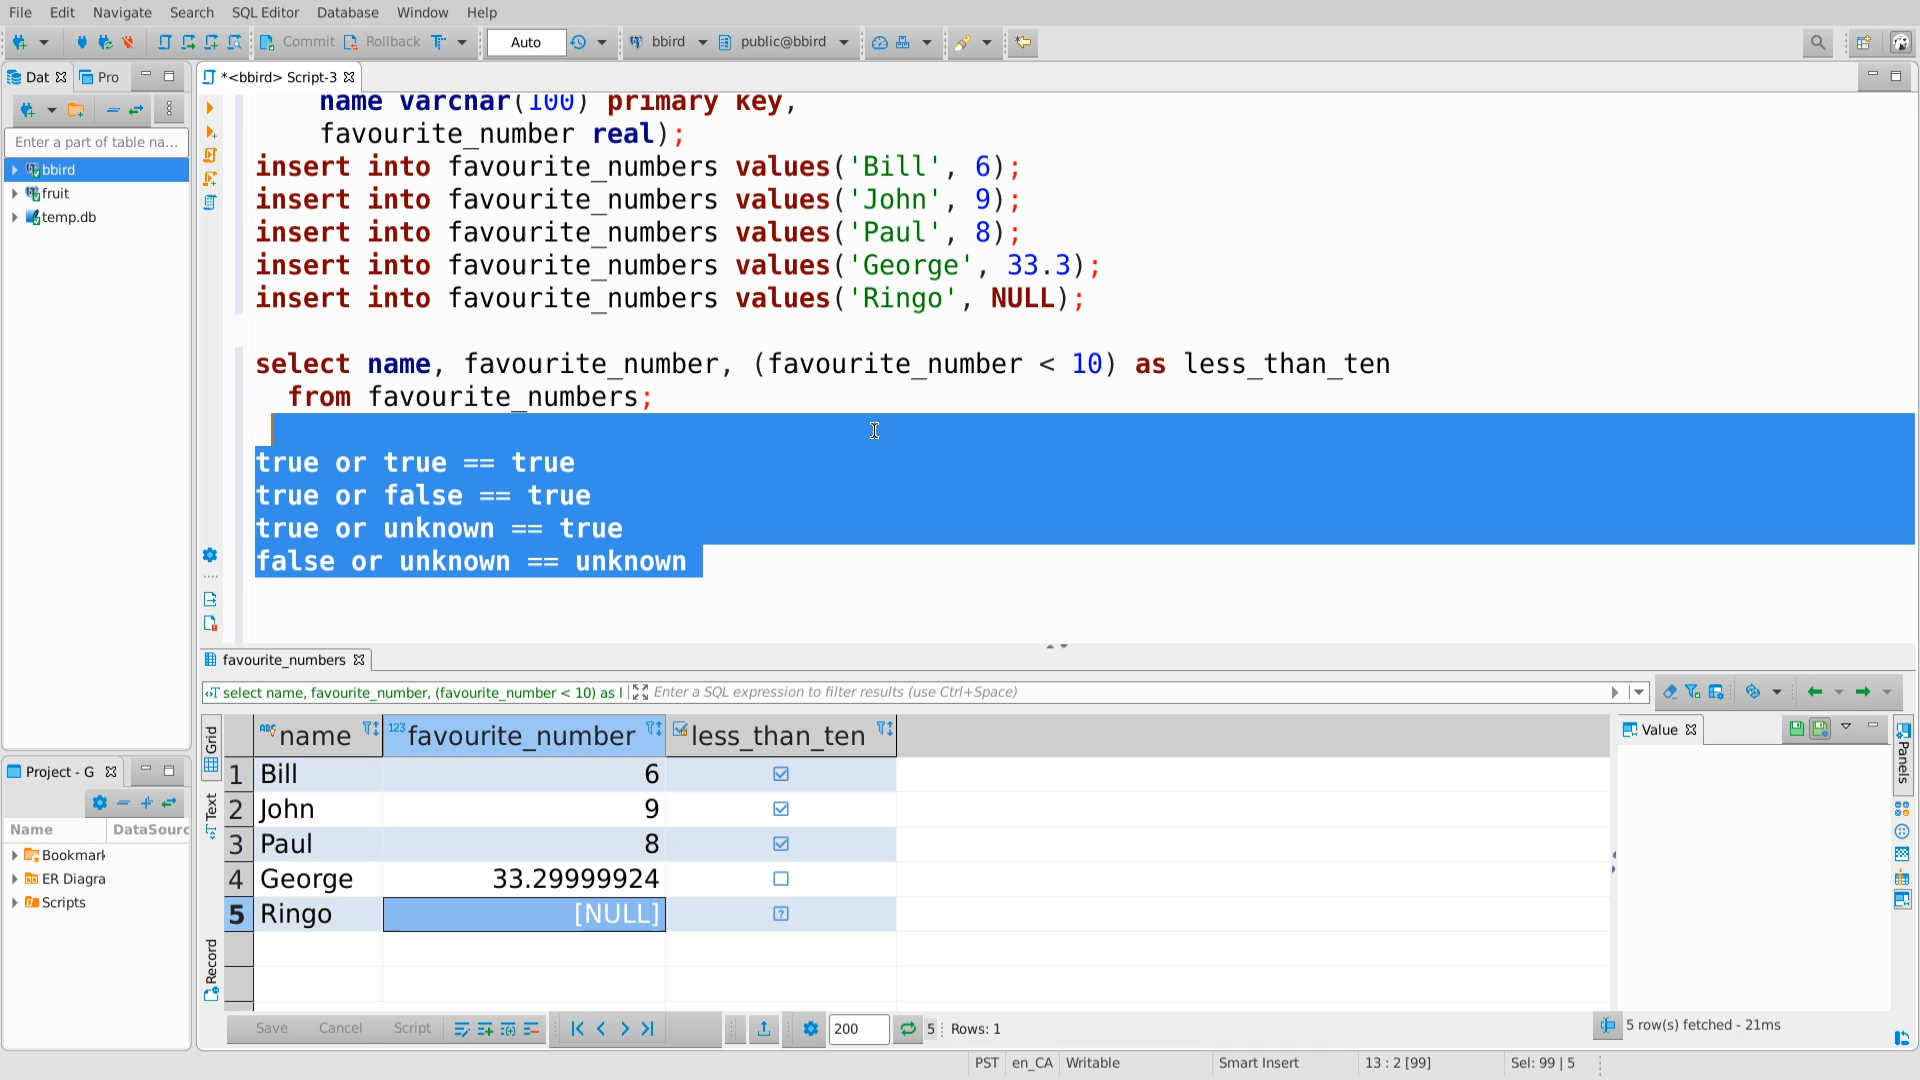 File Edit Navigate Search SQL Editor Database Window Help
Commit Rollback Auto bbird public@bbird
Dat Pro
*<bbird> Script-3
Enter a part of table na...
bbird
fruit
temp.db
name varchar(100) primary key,
favourite_number real);
insert into favourite_numbers values('Bill', 6);
insert into favourite_numbers values('John', 9);
insert into favourite_numbers values('Paul', 8);
insert into favourite_numbers values('George', 33.3);
insert into favourite_numbers values('Ringo', NULL);
select name, favourite_number, (favourite_number < 10) as less_than_ten
from favourite_numbers;
true or true == true
true or false == true
true or unknown == true
false or unknown == unknown
favourite_numbers
select name, favourite_number, (favourite_number < 10) as l
Enter a SQL expression to filter results (use Ctrl+Space)
Grid
Text
Record
name favourite_number less_than_ten
1 Bill 6
2 John 9
3 Paul 8
4 George 33.29999924
5 Ringo [NULL]
Value
Panels
Project - G
Name DataSourc
Bookmark
ER Diagra
Scripts
Save Cancel Script 200 5 Rows: 1
5 row(s) fetched - 21ms
PST en_CA Writable Smart Insert 13 : 2 [99] Sel: 99 | 5